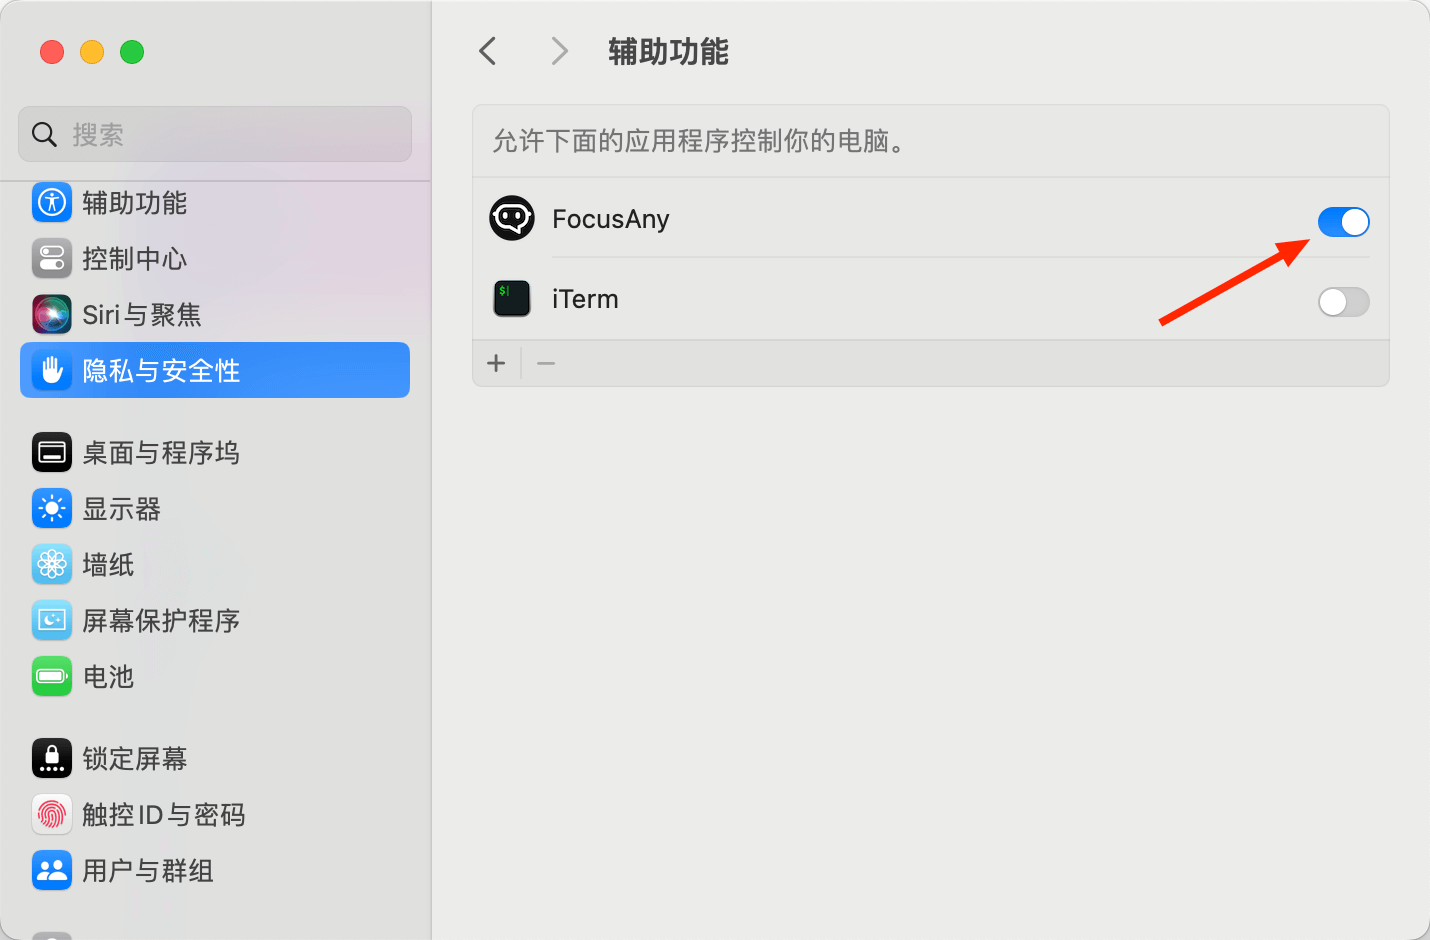 搜索
辅助功能
控制中心
Siri与聚焦
隐私与安全性
桌面与程序坞
显示器
墙纸
屏幕保护程序
电池
锁定屏幕
触控ID与密码
用户与群组
辅助功能
允许下面的应用程序控制你的电脑。
FocusAny
$
iTerm